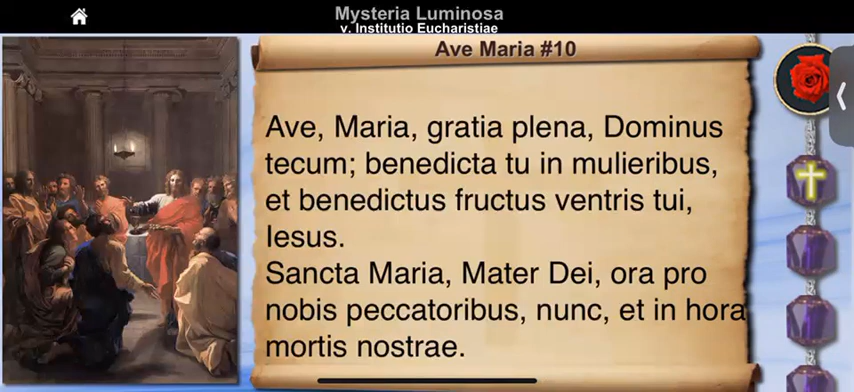 Mysteria Luminosa
v. Institutio Eucharistiae
Ave Maria #10
Ave, Maria, gratia plena, Dominus
tecum; benedicta tu in mulieribus,
et benedictus fructus ventris tui,
Iesus.
Sancta Maria, Mater Dei, ora pro
nobis peccatoribus, nunc, et in hora
mortis nostrae.